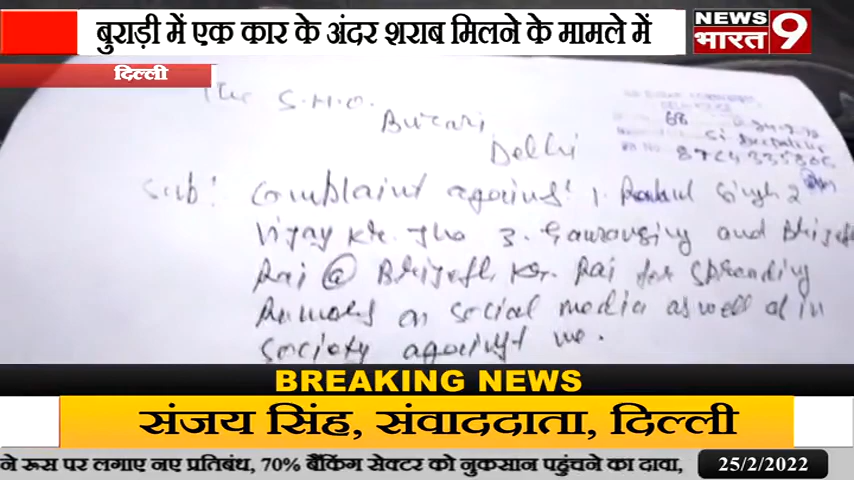 बुराड़ी में एक कार के अंदर शराब मिलने के मामले में
NEWS
भारत 9
दिल्ली
The S.H.O.
Burari
Delhi
68
Sub: Complaint against: 1. Rahul Singh 2
Vijay Kr. Jha 3. Gauravsing and
Rai @ Brijesh Kr. Rai for Spreading
Rumors on social media as well as in
society against me.
BREAKING NEWS
संजय सिंह, संवाददाता, दिल्ली
ने रूस पर लगाए नए प्रतिबंध, 70% बैंकिंग सेक्टर को नुकसान पहुंचने का दावा,
25/2/2022